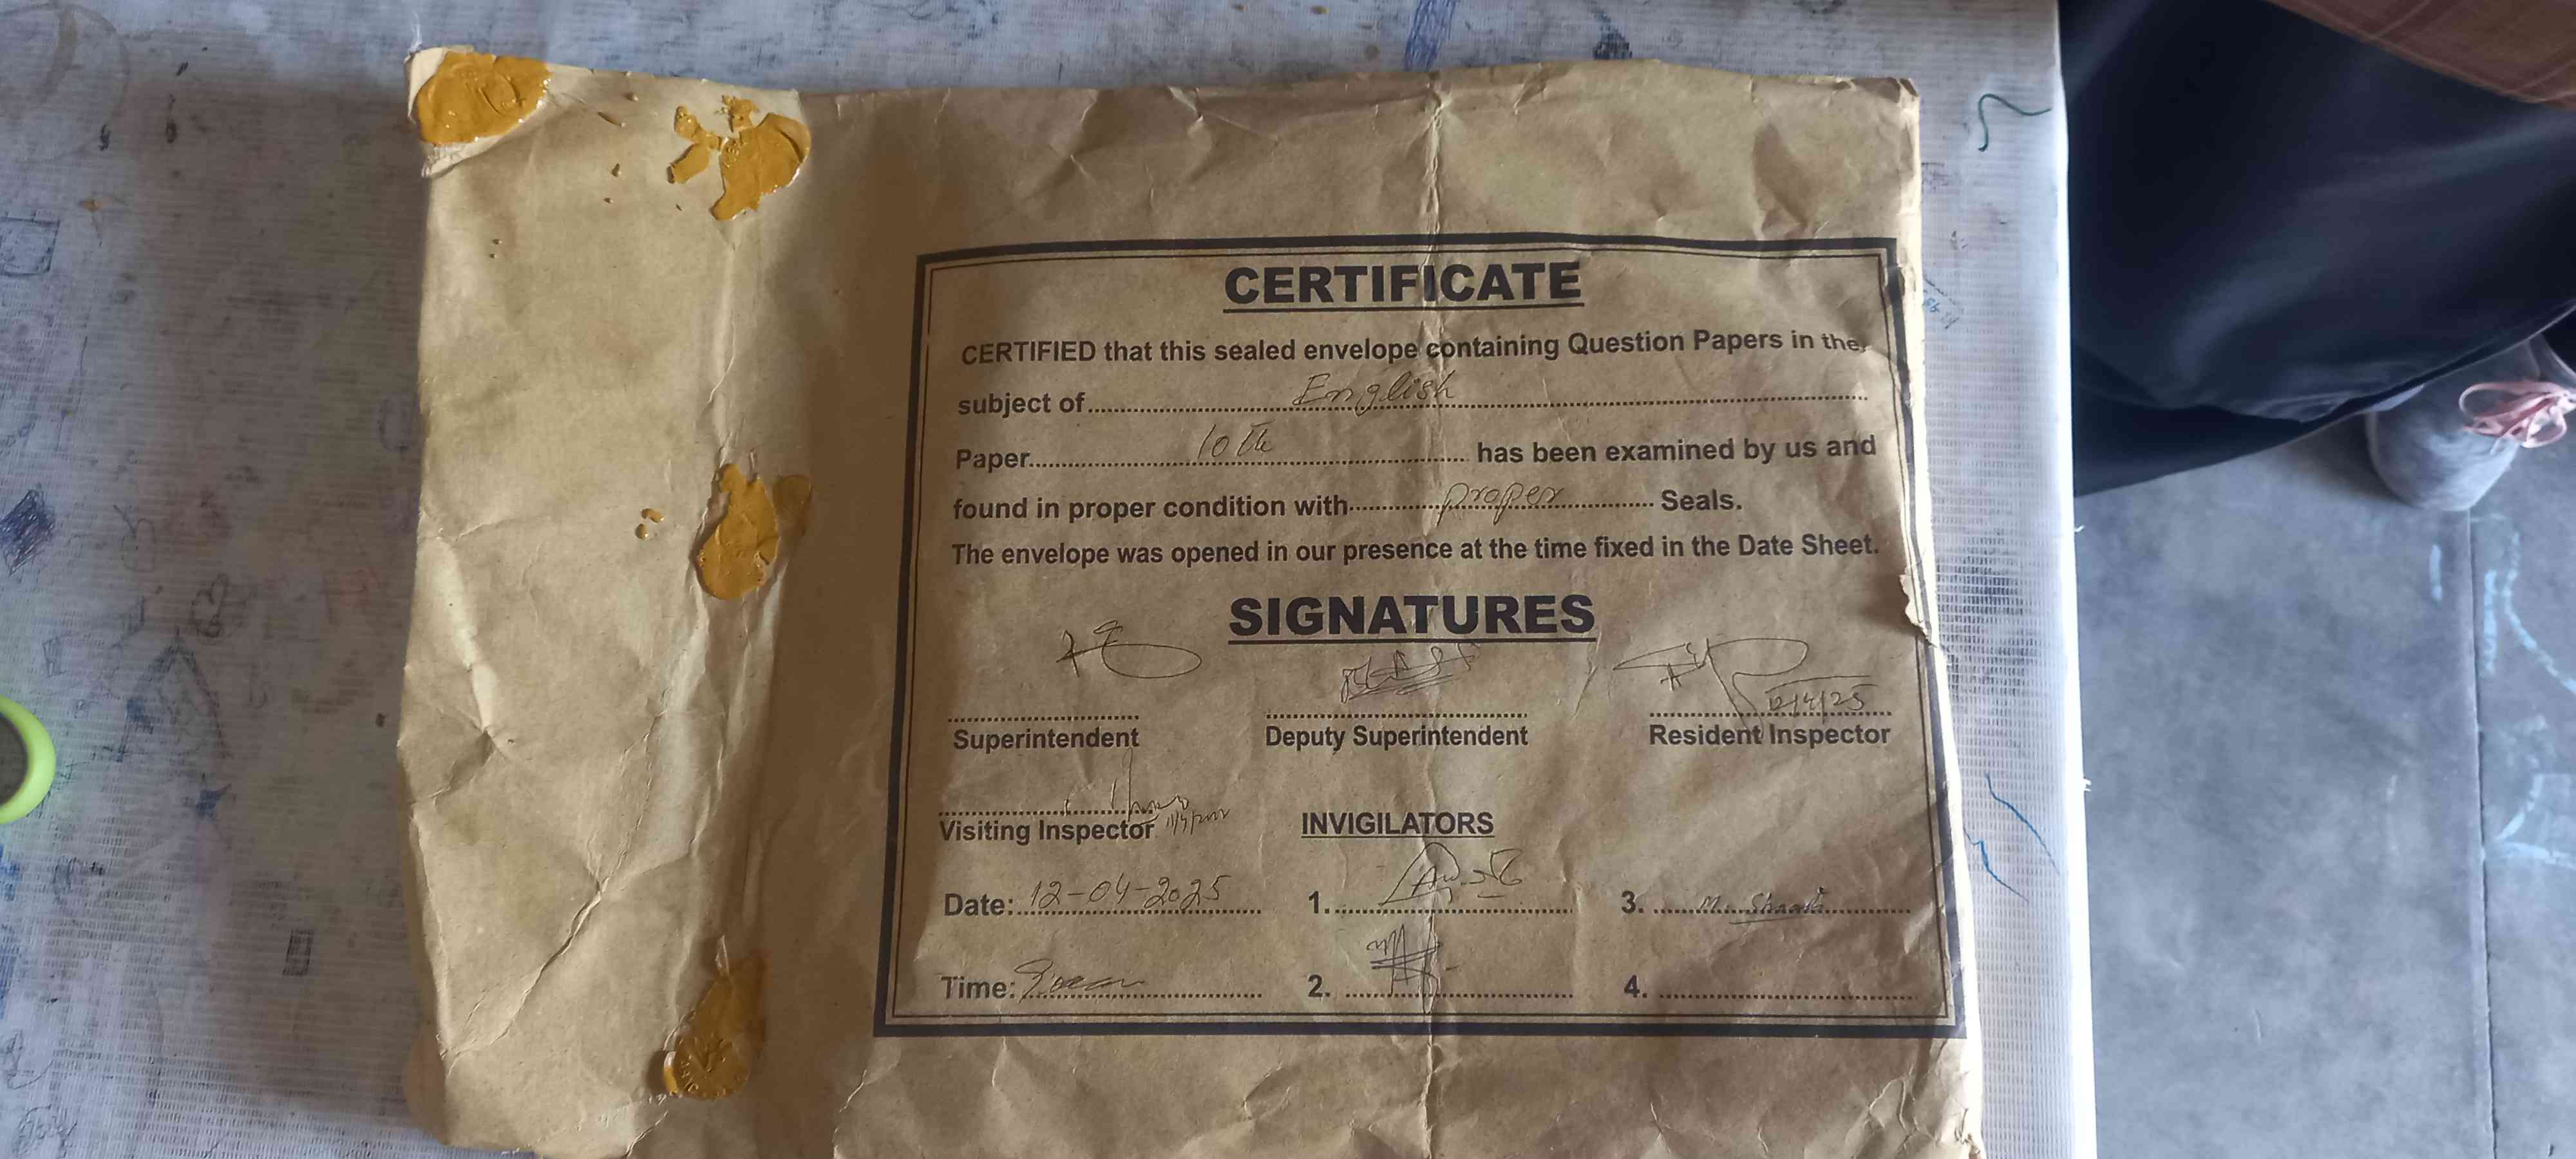 CERTIFICATE
CERTIFIED that this sealed envelope containing Question Papers in the
subject of English
Paper 10th has been examined by us and
found in proper condition with proper Seals.
The envelope was opened in our presence at the time fixed in the Date Sheet.
SIGNATURES
Superintendent Deputy Superintendent Resident Inspector
Visiting Inspector INVIGILATORS
Date: 12-04-2025 1. 3. M.
Time: 2. 4.